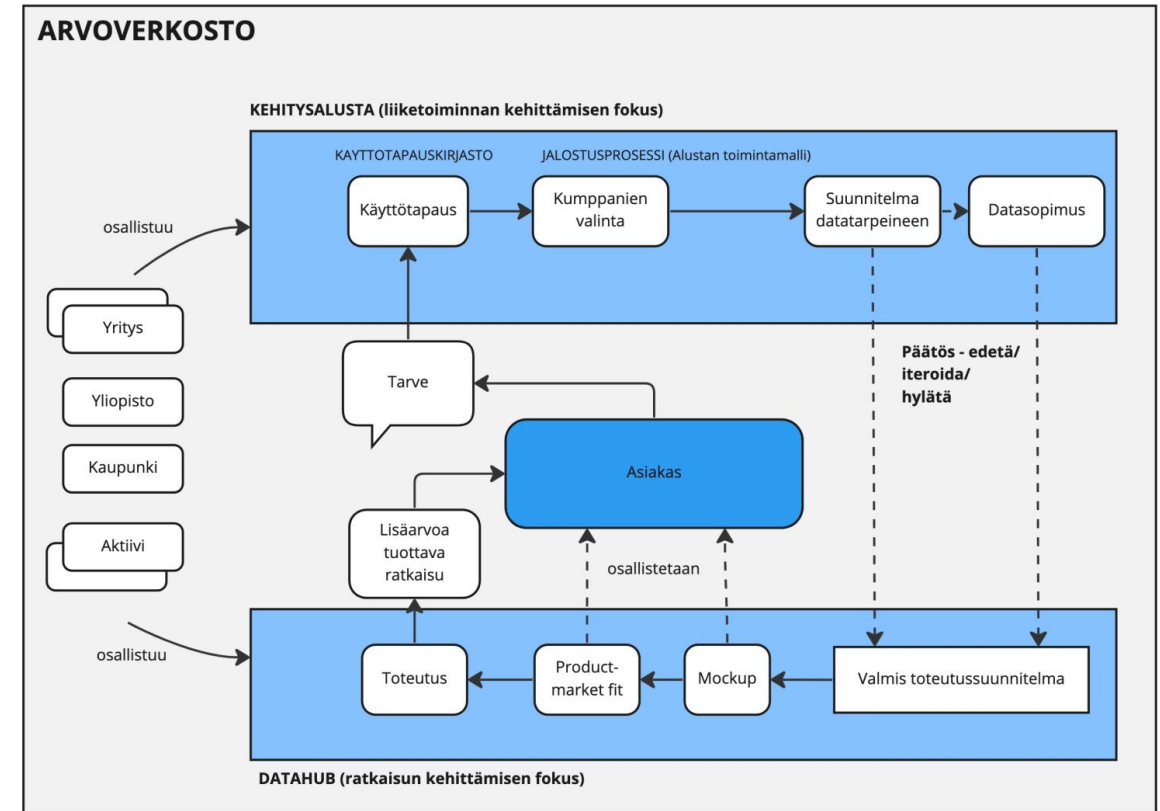 ARVOVERKOSTO
KEHITYSALUSTA (liiketoiminnan kehittämisen fokus)
KAYTTOTAPAUSKIRJASTO
JALOSTUSPROSESSI (Alustan toimintamalli)
Käyttötapaus
Kumppanien
valinta
Suunnitelma
datatarpeineen
Datasopimus
osallistuu
Yritys
Yliopisto
Kaupunki
Aktiivi
osallistuu
Tarve
Päätös - edetä/
iteroida/
hylätä
Asiakas
Lisäarvoa
tuottava
ratkaisu
osallistetaan
Toteutus
Product-
market fit
Mockup
Valmis toteutussuunnitelma
DATAHUB (ratkaisun kehittämisen fokus)